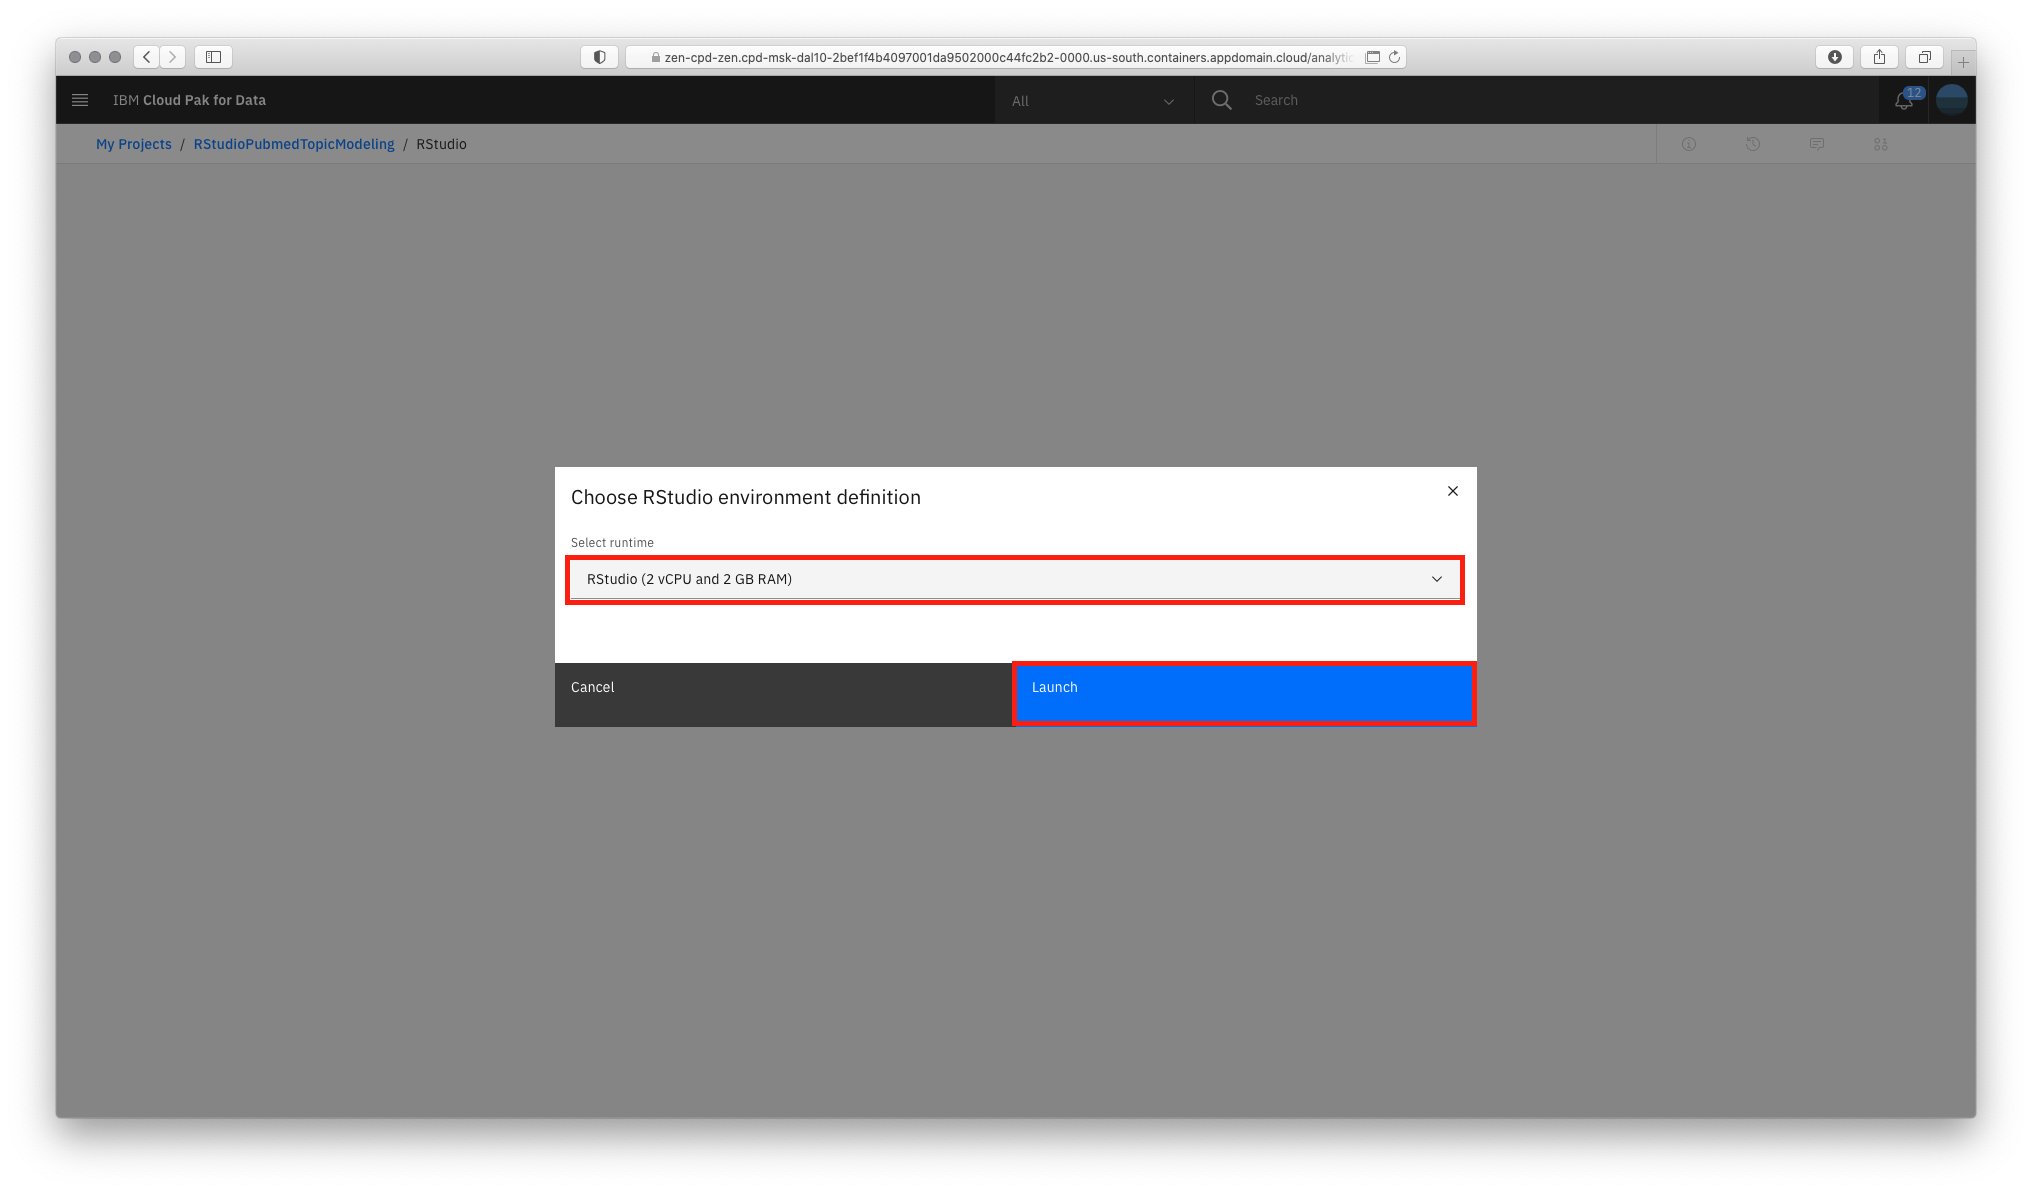 zen-cpd-zen.cpd-msk-dal10-2bef1f4b4097001da9502000c44fc2b2-0000.us-south.containers.appdomain.cloud/analytic
IBM Cloud Pak for Data
All
Search
12
My Projects / RStudioPubmedTopicModeling / RStudio
Choose RStudio environment definition
Select runtime
RStudio (2 vCPU and 2 GB RAM)
Cancel
Launch